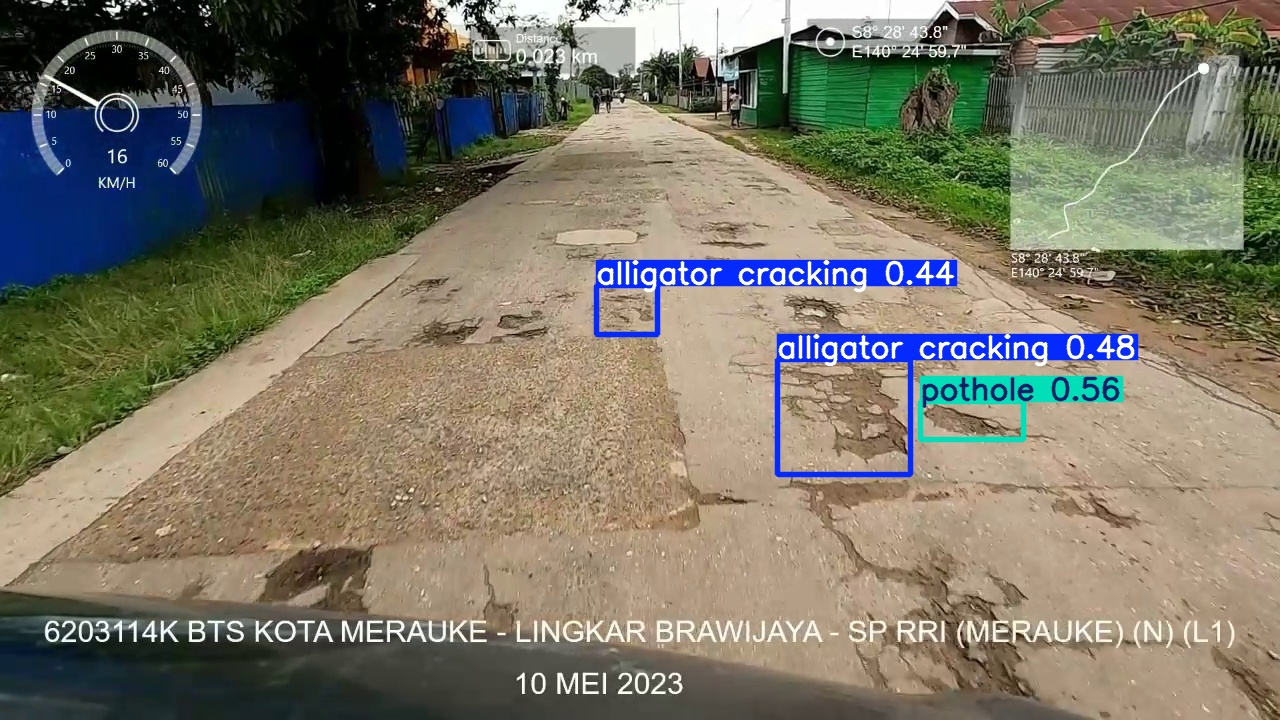 Distance
0.023 km
S8° 28' 43.8"
E140° 24' 59.7"
0
5
10
15
20
25
30
35
40
45
50
55
60
16
KM/H
S8° 28' 43.8"
E140° 24' 59.7"
alligator cracking 0.44
alligator cracking 0.48
pothole 0.56
6203114K BTS KOTA MERAUKE - LINGKAR BRAWIJAYA - SP RRI (MERAUKE) (N) (L1)
10 MEI 2023